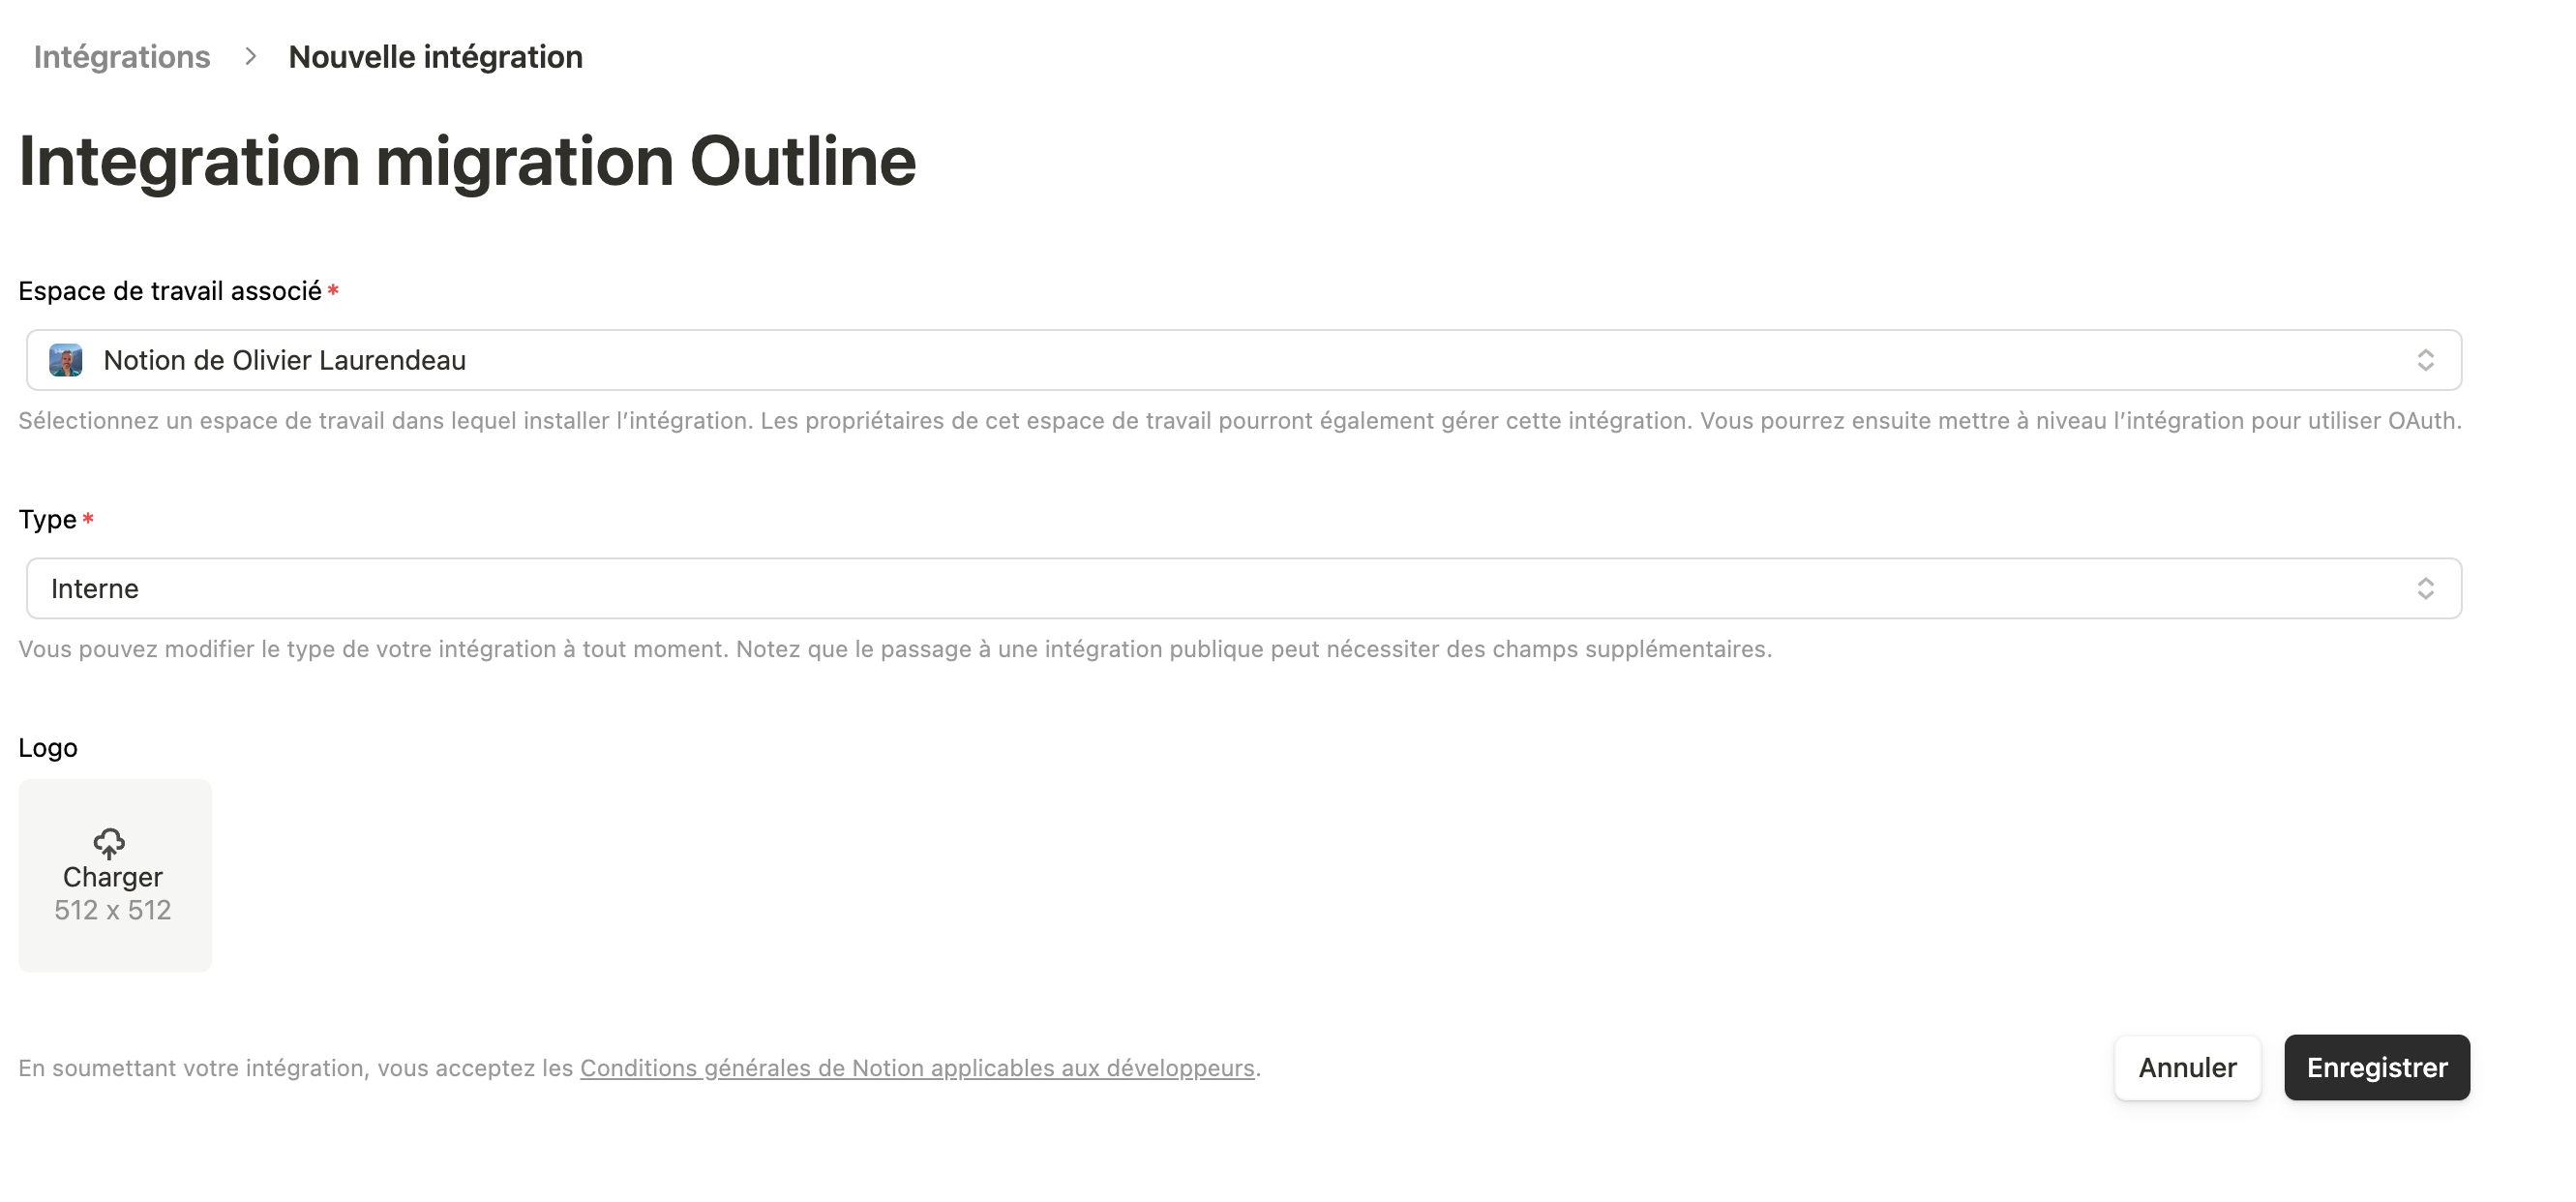 Intégrations > Nouvelle intégration
Integration migration Outline
Espace de travail associé *
Notion de Olivier Laurendeau
Sélectionnez un espace de travail dans lequel installer l’intégration. Les propriétaires de cet espace de travail pourront également gérer cette intégration. Vous pourrez ensuite mettre à niveau l’intégration pour utiliser OAuth.
Type *
Interne
Vous pouvez modifier le type de votre intégration à tout moment. Notez que le passage à une intégration publique peut nécessiter des champs supplémentaires.
Logo
Charger
512 x 512
En soumettant votre intégration, vous acceptez les Conditions générales de Notion applicables aux développeurs.
Annuler
Enregistrer